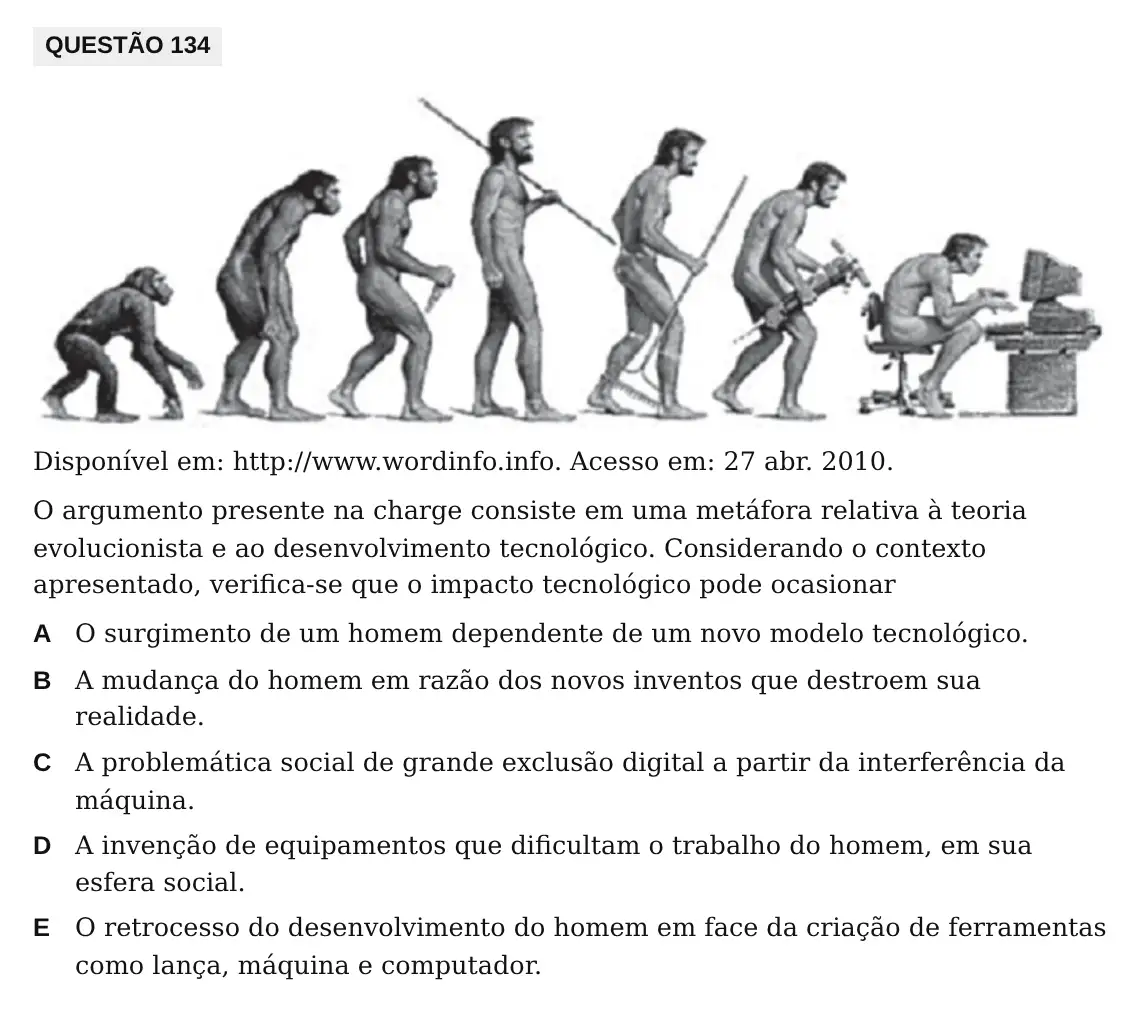 QUESTÃO 134
Disponível em: http://www.wordinfo.info. Acesso em: 27 abr. 2010.
O argumento presente na charge consiste em uma metáfora relativa à teoria
evolucionista e ao desenvolvimento tecnológico. Considerando o contexto
apresentado, verifica-se que o impacto tecnológico pode ocasionar
A O surgimento de um homem dependente de um novo modelo tecnológico.
B A mudança do homem em razão dos novos inventos que destroem sua
realidade.
C A problemática social de grande exclusão digital a partir da interferência da
máquina.
D A invenção de equipamentos que dificultam o trabalho do homem, em sua
esfera social.
E O retrocesso do desenvolvimento do homem em face da criação de ferramentas
como lança, máquina e computador.